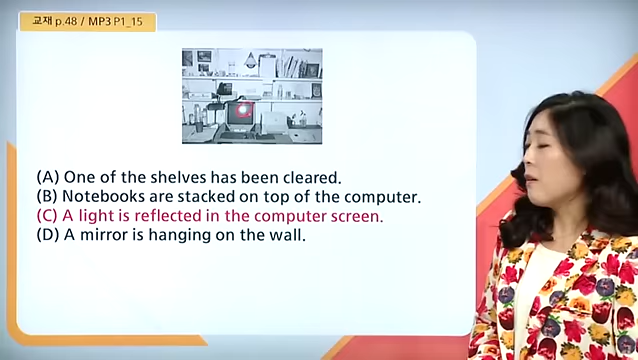 교재 p.48 / MP3 P1_15
(A) One of the shelves has been cleared.
(B) Notebooks are stacked on top of the computer.
(C) A light is reflected in the computer screen.
(D) A mirror is hanging on the wall.